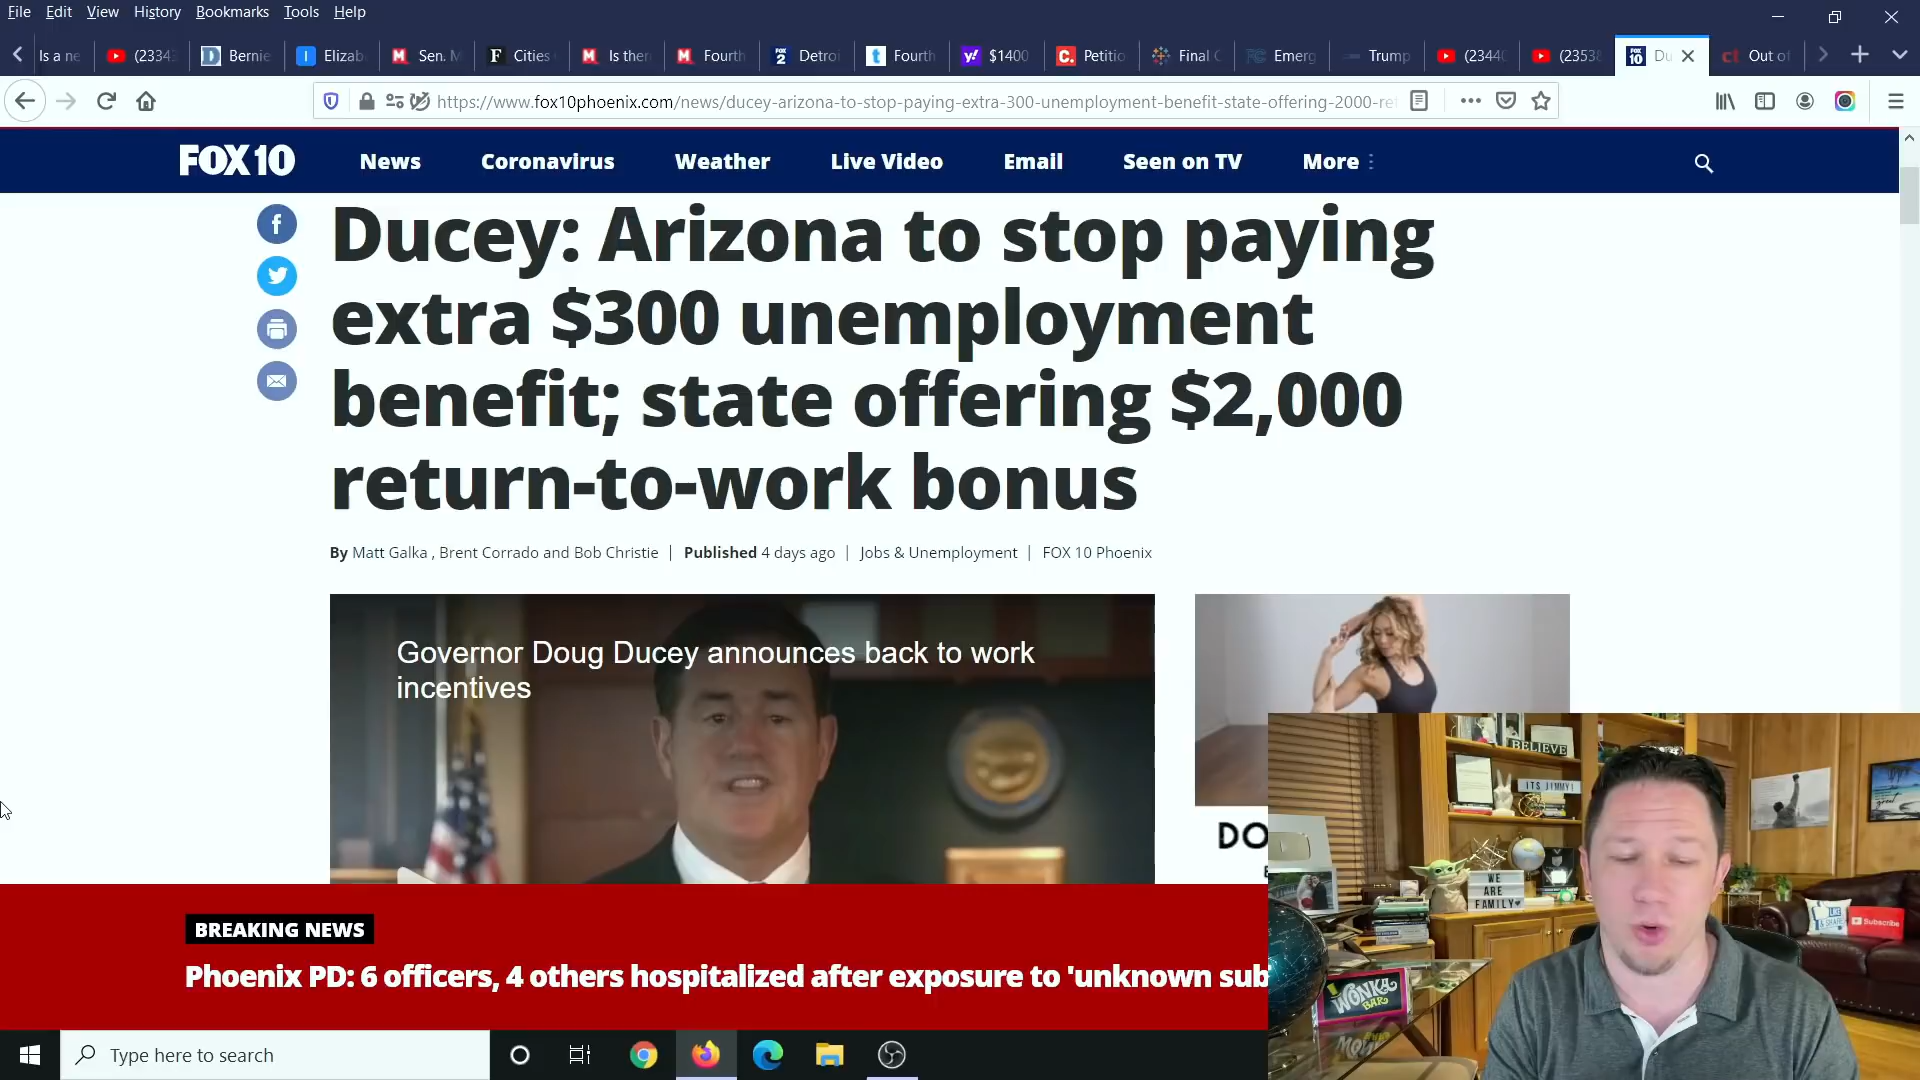 File Edit View History Bookmarks Tools Help
Is a ne
(2334
Bernie
Elizab
Sen. M
Cities
Is ther
Fourth
Detro
Fourth
$1400
Petitio
Final C
Emerg
Trump
(2344
(2353
Du
Out of
https://www.fox10phoenix.com/news/ducey-arizona-to-stop-paying-extra-300-unemployment-benefit-state-offering-2000-re
FOX 10 News Coronavirus Weather Live Video Email Seen on TV More
Ducey: Arizona to stop paying
extra $300 unemployment
benefit; state offering $2,000
return-to-work bonus
By Matt Galka , Brent Corrado and Bob Christie | Published 4 days ago | Jobs & Unemployment | FOX 10 Phoenix
Governor Doug Ducey announces back to work
incentives
DO
BELIEVE
ITS JIMMY!
WE
ARE
FAMILY
Subscribe
WONKA
BAR
BREAKING NEWS
Phoenix PD: 6 officers, 4 others hospitalized after exposure to 'unknown sub
Type here to search